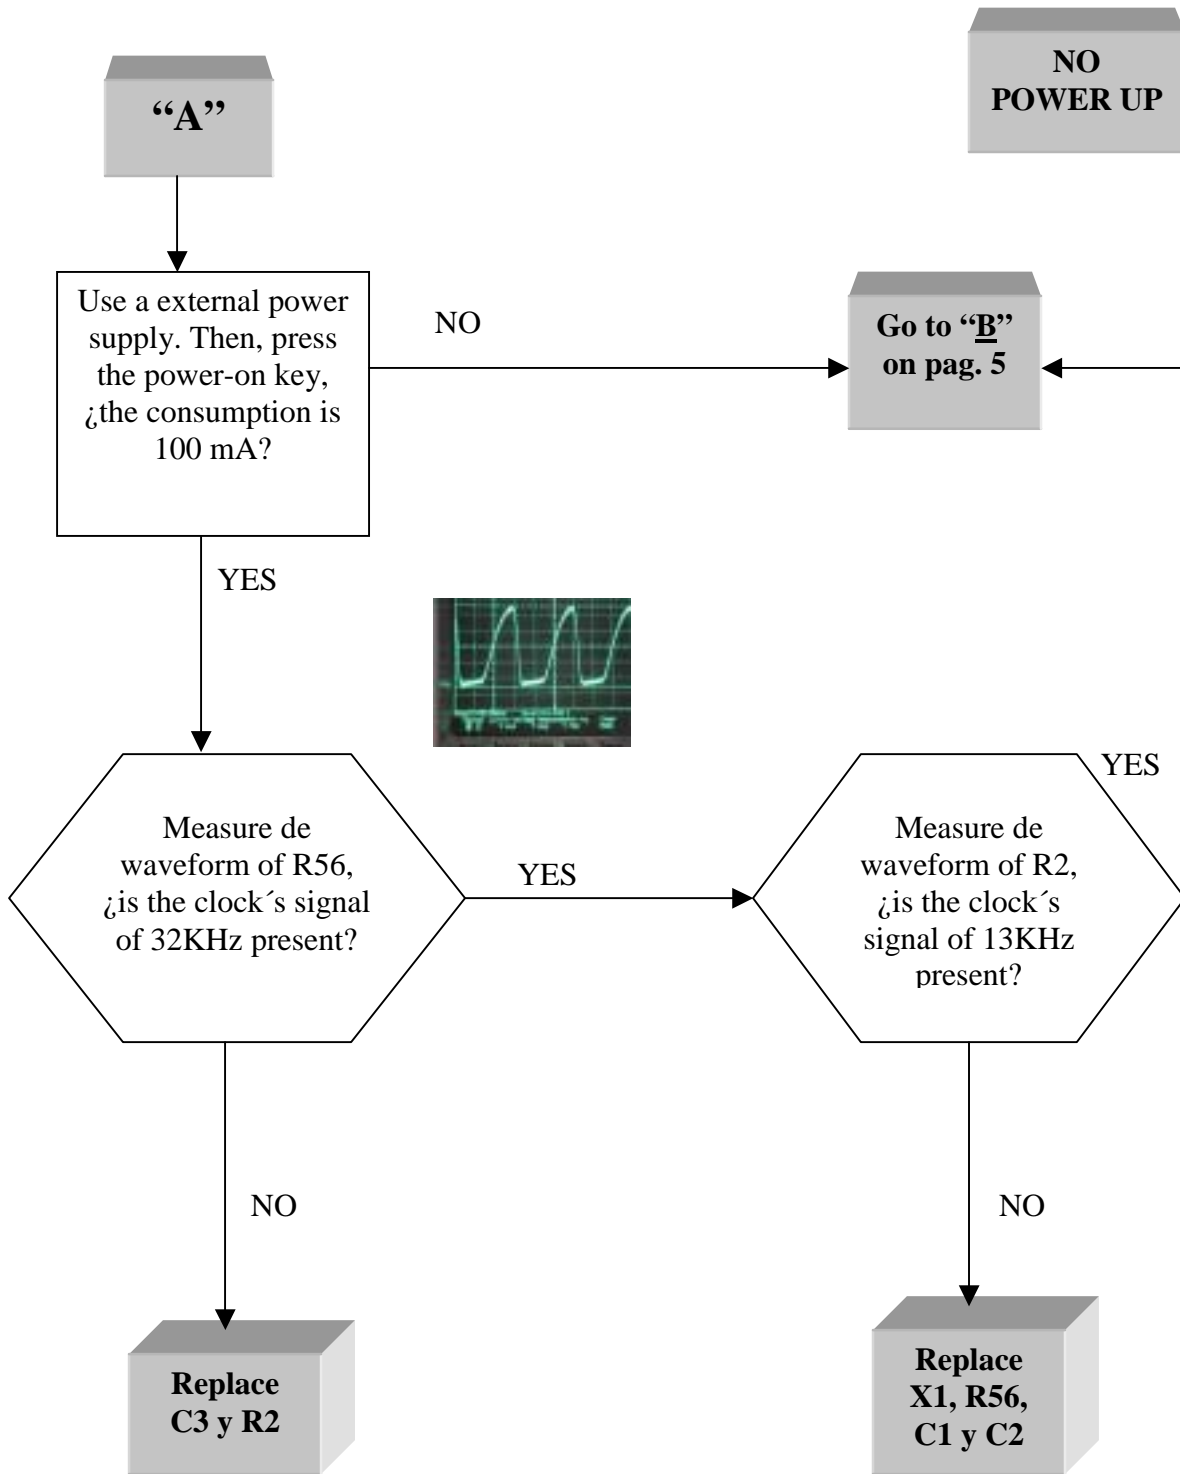 NO
POWER UP
“A”
Use a external power
supply. Then, press
the power-on key,
¿the consumption is
100 mA?
NO
Go to “B”
on pag. 5
YES
Measure de
waveform of R56,
¿is the clock´s signal
of 32KHz present?
YES
Measure de
waveform of R2,
¿is the clock´s
signal of 13KHz
present?
YES
NO
NO
Replace
C3 y R2
Replace
X1, R56,
C1 y C2